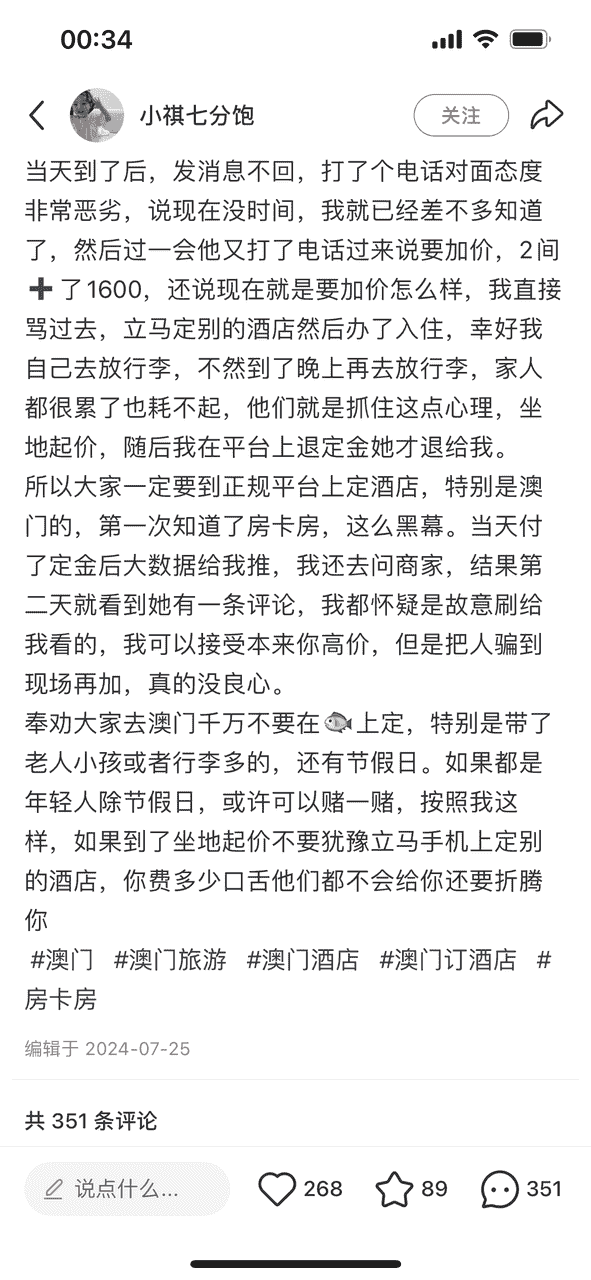 00:34
小祺七分饱
关注
当天到了后，发消息不回，打了个电话对面态度
非常恶劣，说现在没时间，我就已经差不多知道
了，然后过一会他又打了电话过来说要加价，2间
➕了1600，还说现在就是要加价怎么样，我直接
骂过去，立马定别的酒店然后办了入住，幸好我
自己去放行李，不然到了晚上再去放行李，家人
都很累了也耗不起，他们就是抓住这点心理，坐
地起价，随后我在平台上退定金她才退给我。
所以大家一定要到正规平台上定酒店，特别是澳
门的，第一次知道了房卡房，这么黑幕。当天付
了定金后大数据给我推，我还去问商家，结果第
二天就看到她有一条评论，我都怀疑是故意刷给
我看的，我可以接受本来你高价，但是把人骗到
现场再加，真的没良心。
奉劝大家去澳门千万不要在🐟上定，特别是带了
老人小孩或者行李多的，还有节假日。如果都是
年轻人除节假日，或许可以赌一赌，按照我这
样，如果到了坐地起价不要犹豫立马手机上定别
的酒店，你费多少口舌他们都不会给你还要折腾
你
#澳门 #澳门旅游 #澳门酒店 #澳门订酒店 #
房卡房
编辑于 2024-07-25
共 351 条评论
说点什么...
268
89
351